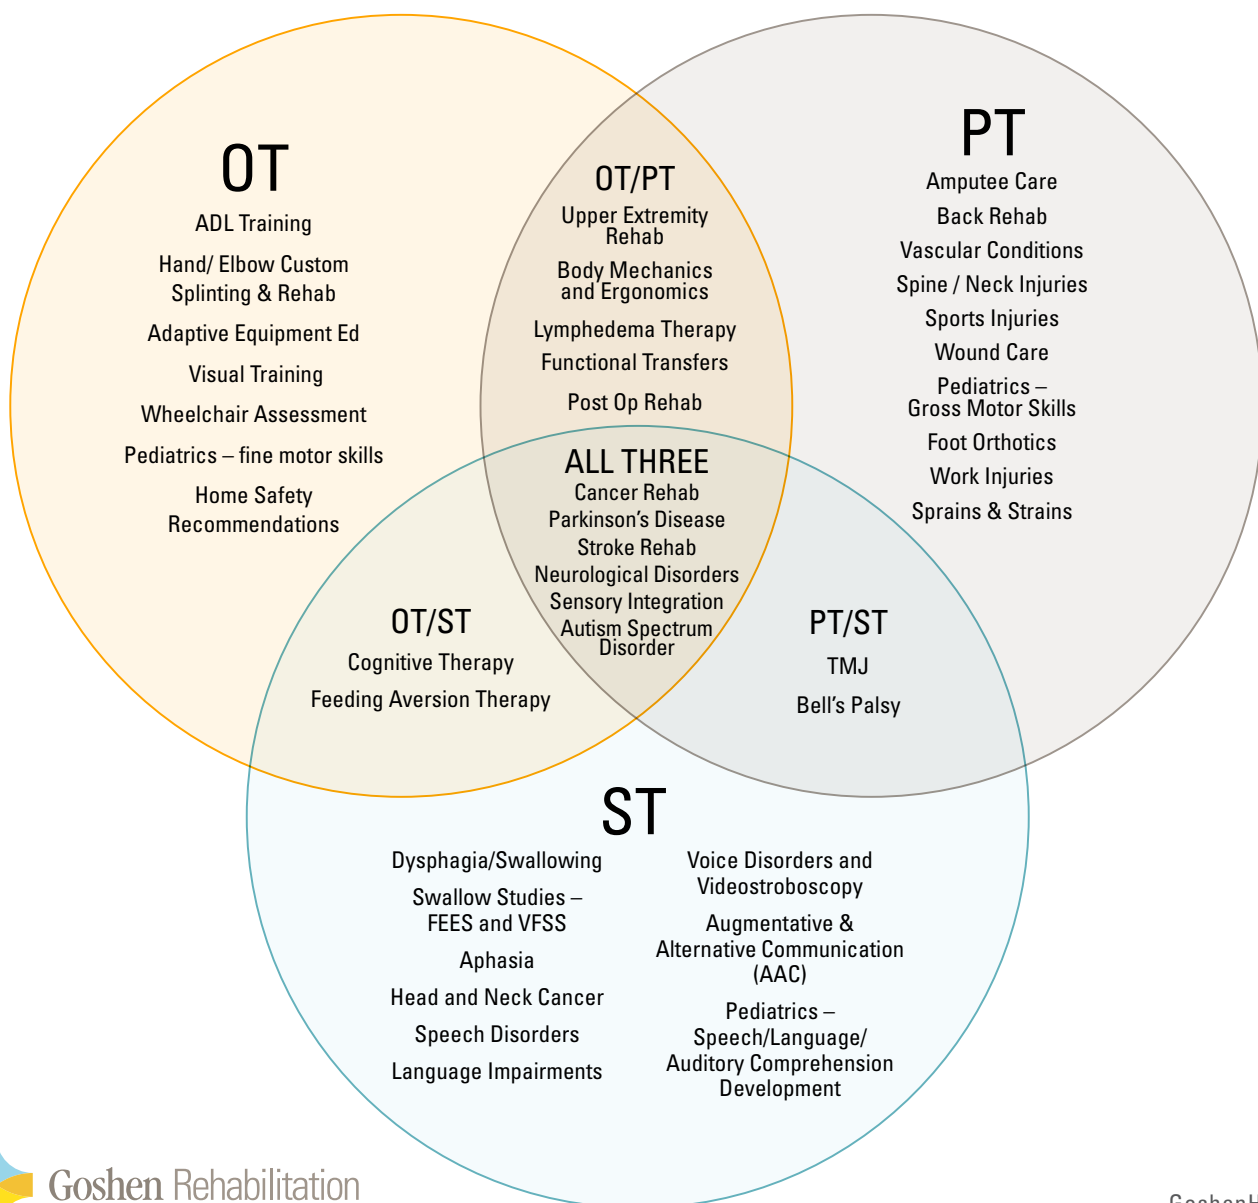 OT
ADL Training
Hand/ Elbow Custom
Splinting & Rehab
Adaptive Equipment Ed
Visual Training
Wheelchair Assessment
Pediatrics – fine motor skills
Home Safety
Recommendations
OT/PT
Upper Extremity
Rehab
Body Mechanics
and Ergonomics
Lymphedema Therapy
Functional Transfers
Post Op Rehab
PT
Amputee Care
Back Rehab
Vascular Conditions
Spine / Neck Injuries
Sports Injuries
Wound Care
Pediatrics –
Gross Motor Skills
Foot Orthotics
Work Injuries
Sprains & Strains
ALL THREE
Cancer Rehab
Parkinson's Disease
Stroke Rehab
Neurological Disorders
Sensory Integration
Autism Spectrum
Disorder
OT/ST
Cognitive Therapy
Feeding Aversion Therapy
PT/ST
TMJ
Bell's Palsy
ST
Dysphagia/Swallowing
Swallow Studies –
FEES and VFSS
Aphasia
Head and Neck Cancer
Speech Disorders
Language Impairments
Voice Disorders and
Videostroboscopy
Augmentative &
Alternative Communication
(AAC)
Pediatrics –
Speech/Language/
Auditory Comprehension
Development
Goshen Rehabilitation